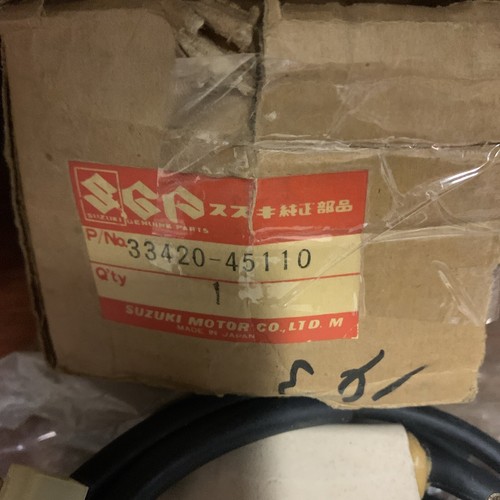 SGP スズキ純正部品
SUZUKI GENUINE PARTS
P/No. 33420-45110
Q'ty 1
SUZUKI MOTOR CO., LTD. M
MADE IN JAPAN